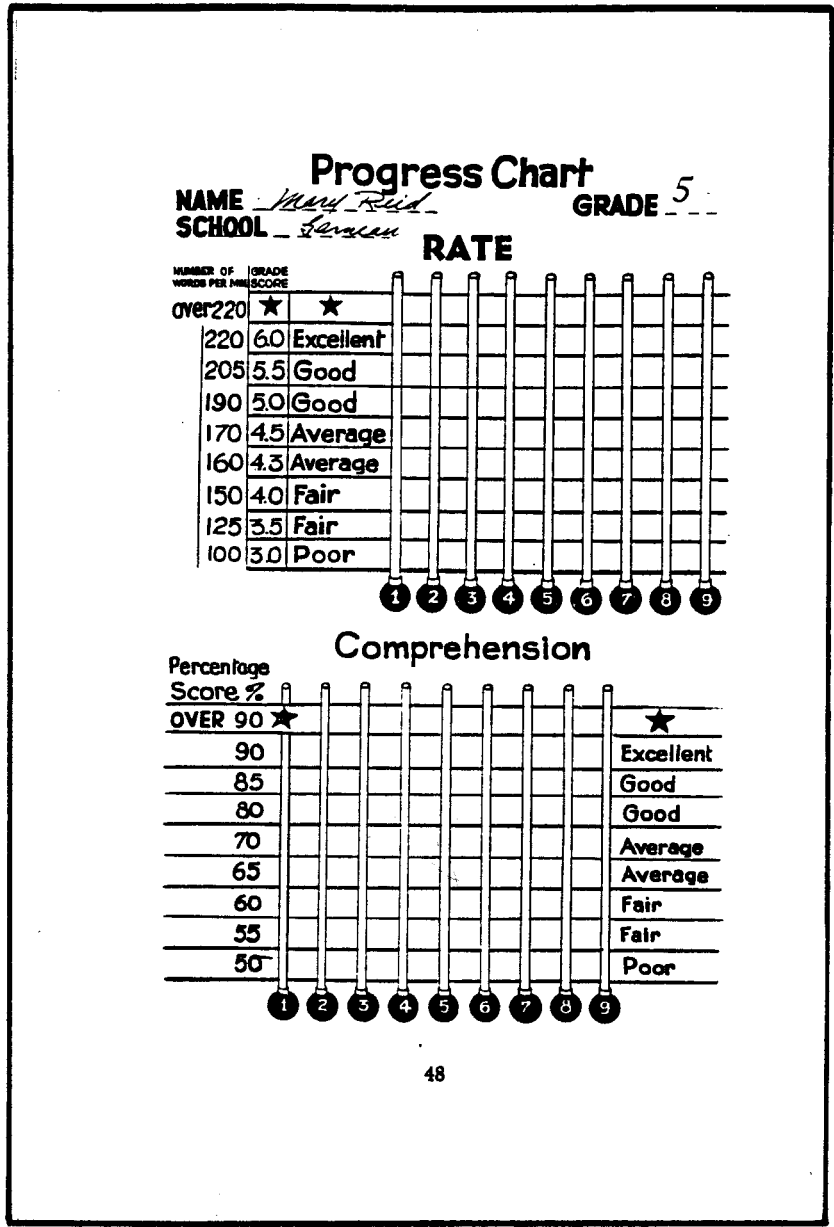 Progress Chart
NAME Mary Reid GRADE 5
SCHOOL
RATE
NUMBER OF WORDS PER MIN. GRADE SCORE
over 220 ★ ★
220 6.0 Excellent
205 5.5 Good
190 5.0 Good
170 4.5 Average
160 4.3 Average
150 4.0 Fair
125 3.5 Fair
100 3.0 Poor
1 2 3 4 5 6 7 8 9
Comprehension
Percentage
Score %
OVER 90 ★ ★
90 Excellent
85 Good
80 Good
70 Average
65 Average
60 Fair
55 Fair
50 Poor
1 2 3 4 5 6 7 8 9
48